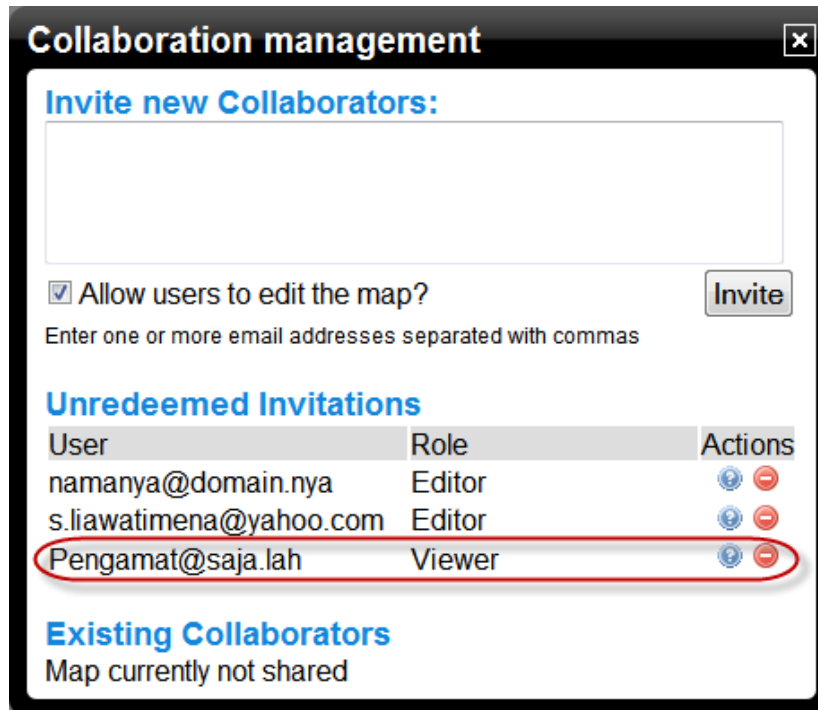 Collaboration management
Invite new Collaborators:
Allow users to edit the map?
Invite
Enter one or more email addresses separated with commas
Unredeemed Invitations
User Role Actions
namanya@domain.nya Editor
s.liawatimena@yahoo.com Editor
Pengamat@saja.lah Viewer
Existing Collaborators
Map currently not shared